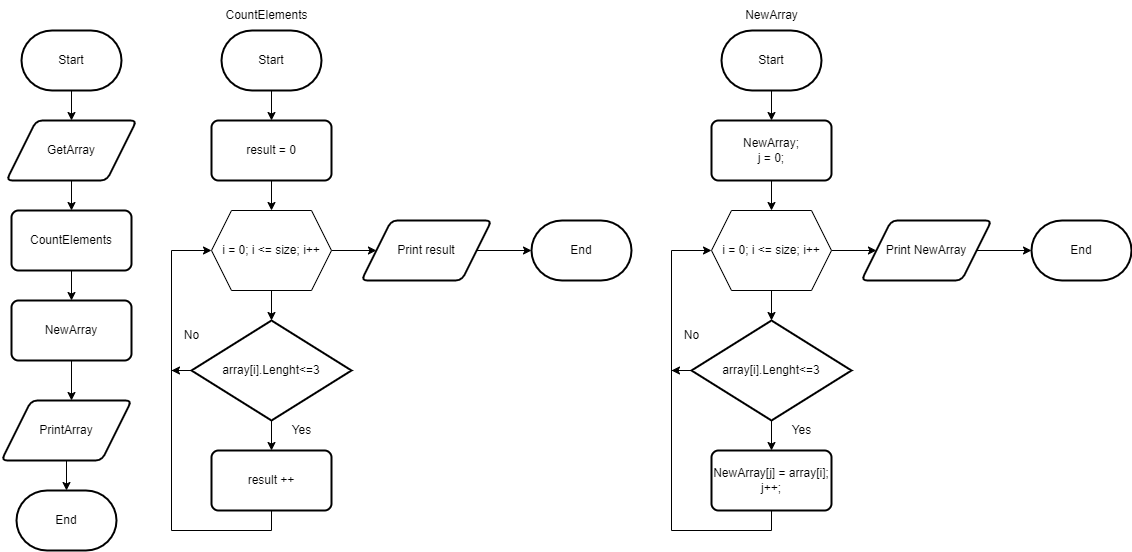 Start
GetArray
CountElements
NewArray
PrintArray
End
CountElements
Start
result = 0
i = 0; i <= size; i++
Print result
End
No
array[i].Lenght<=3
Yes
result ++
NewArray
Start
NewArray;
j = 0;
i = 0; i <= size; i++
Print NewArray
End
No
array[i].Lenght<=3
Yes
NewArray[j] = array[i];
j++;